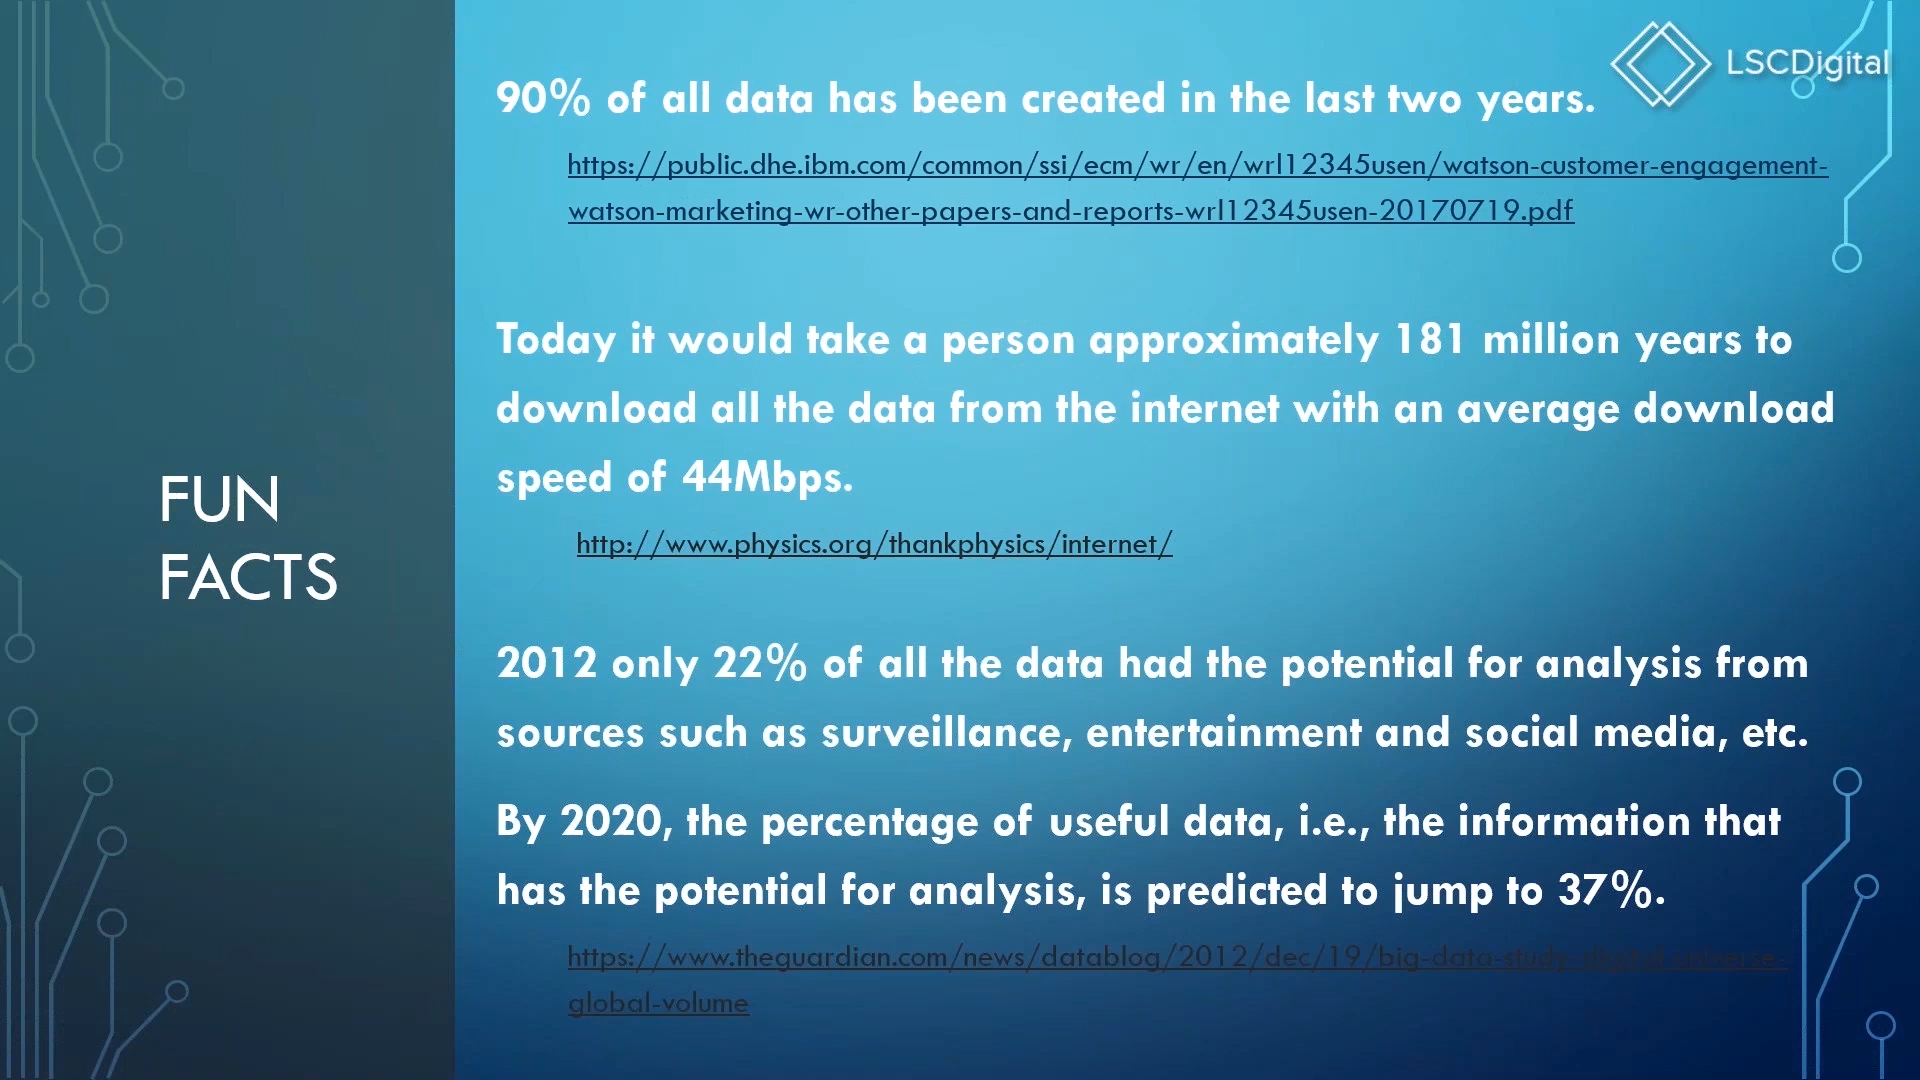 LSCDigital
FUN
FACTS
90% of all data has been created in the last two years.
https://public.dhe.ibm.com/common/ssi/ecm/wr/en/wrl12345usen/watson-customer-engagement-
watson-marketing-wr-other-papers-and-reports-wrl12345usen-20170719.pdf
Today it would take a person approximately 181 million years to
download all the data from the internet with an average download
speed of 44Mbps.
http://www.physics.org/thankphysics/internet/
2012 only 22% of all the data had the potential for analysis from
sources such as surveillance, entertainment and social media, etc.
By 2020, the percentage of useful data, i.e., the information that
has the potential for analysis, is predicted to jump to 37%.
https://www.theguardian.com/news/datablog/2012/dec/19/big-data-study-digital-universe-
global-volume